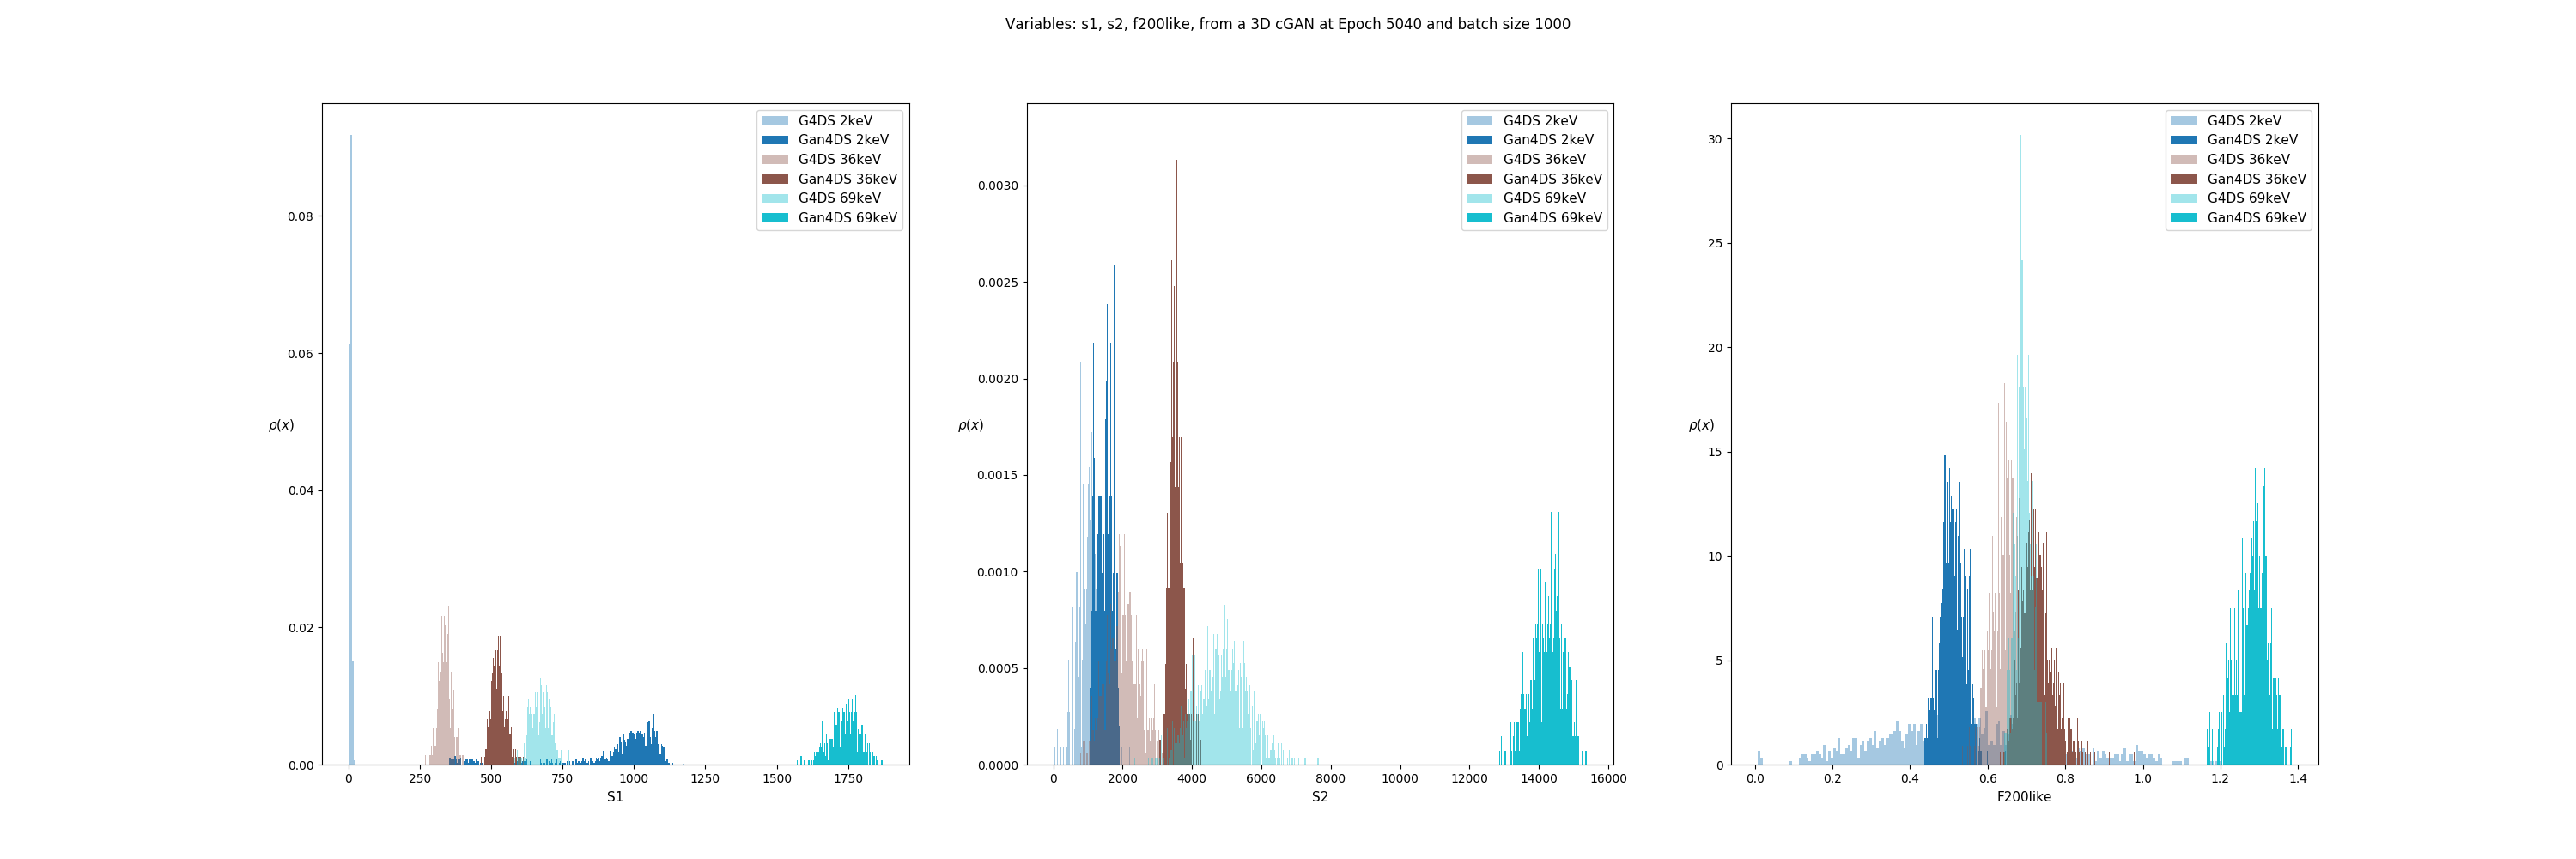 Variables: s1, s2, f200like, from a 3D cGAN at Epoch 5040 and batch size 1000
G4DS 2keV
Gan4DS 2keV
G4DS 36keV
Gan4DS 36keV
G4DS 69keV
Gan4DS 69keV
0.08
0.06
ρ(x)
0.04
0.02
0.00
0 250 500 750 1000 1250 1500 1750
S1
G4DS 2keV
Gan4DS 2keV
G4DS 36keV
Gan4DS 36keV
G4DS 69keV
Gan4DS 69keV
0.0030
0.0025
0.0020
ρ(x)
0.0015
0.0010
0.0005
0.0000
0 2000 4000 6000 8000 10000 12000 14000 16000
S2
G4DS 2keV
Gan4DS 2keV
G4DS 36keV
Gan4DS 36keV
G4DS 69keV
Gan4DS 69keV
30
25
20
ρ(x)
15
10
5
0
0.0 0.2 0.4 0.6 0.8 1.0 1.2 1.4
F200like